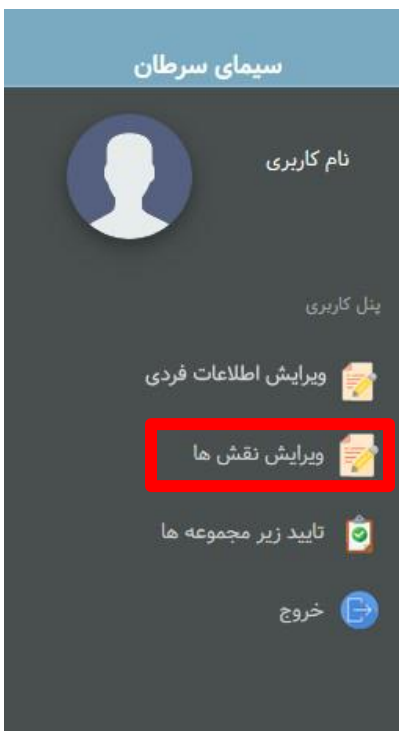 سیمای سرطان
نام کاربری
پنل کاربری
ویرایش اطلاعات فردی
ویرایش نقش ها
تایید زیر مجموعه ها
خروج